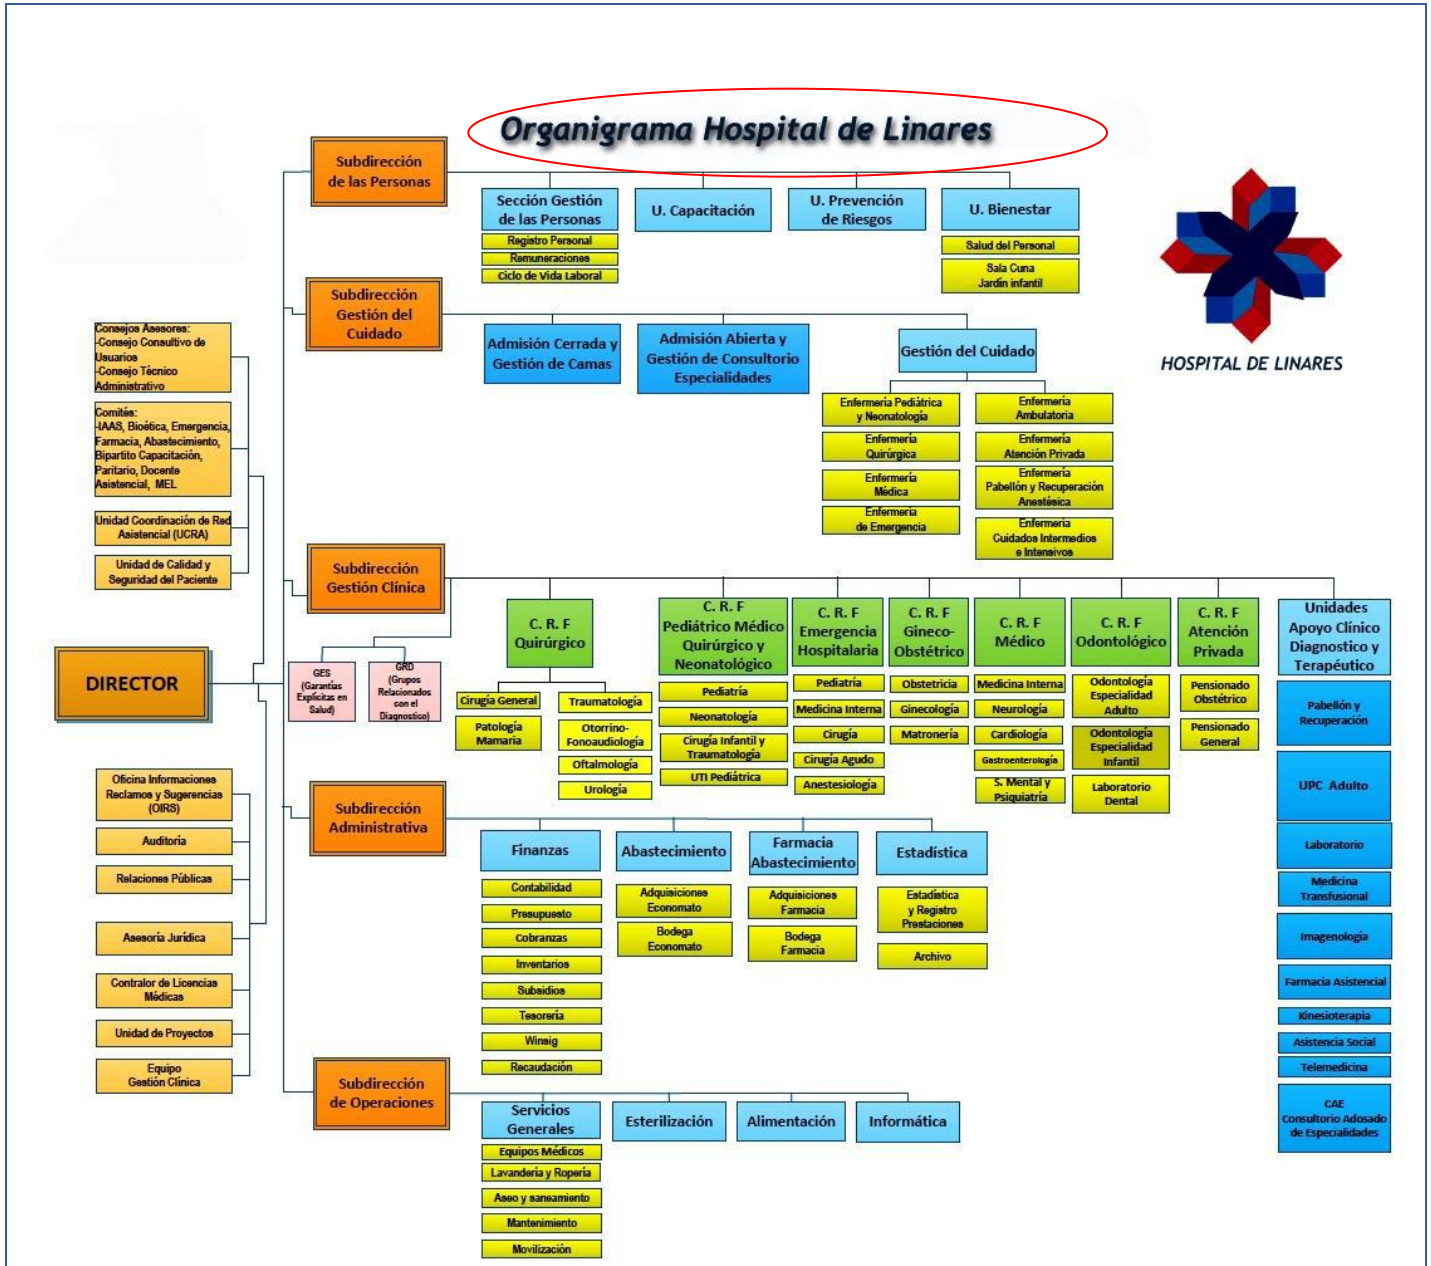 Organigrama Hospital de Linares
HOSPITAL DE LINARES
DIRECTOR
Consejos Asesores:
-Consejo Consultivo de
Usuarios
-Consejo Técnico
Administrativo
Comités:
-IAAS, Bioética, Emergencia,
Farmacia, Abastecimiento,
Bipartito Capacitación,
Paritario, Docente
Asistencial, MEL
Unidad Coordinación de Red
Asistencial (UCRA)
Unidad de Calidad y
Seguridad del Paciente
Oficina Informaciones
Reclamos y Sugerencias
(OIRS)
Auditoría
Relaciones Públicas
Asesoría Jurídica
Contralor de Licencias
Médicas
Unidad de Proyectos
Equipo
Gestión Clínica
Subdirección
de las Personas
Sección Gestión
de las Personas
Registro Personal
Remuneraciones
Ciclo de Vida Laboral
U. Capacitación
U. Prevención
de Riesgos
U. Bienestar
Salud del Personal
Sala Cuna
Jardín infantil
Subdirección
Gestión del
Cuidado
Admisión Cerrada y
Gestión de Camas
Admisión Abierta y
Gestión de Consultorio
Especialidades
Gestión del Cuidado
Enfermería Pediátrica
y Neonatología
Enfermería
Quirúrgica
Enfermería
Médica
Enfermería
de Emergencia
Enfermería
Ambulatoria
Enfermería
Atención Privada
Enfermería
Pabellón y Recuperación
Anestésica
Enfermería
Cuidados Intermedios
e Intensivos
Subdirección
Gestión Clínica
GES
(Garantías
Explícitas en
Salud)
GRD
(Grupos
Relacionados
con el
Diagnostico)
C. R. F
Quirúrgico
Cirugía General
Patología
Mamaria
Traumatología
Otorrino-
Fonoaudiología
Oftalmología
Urología
C. R. F
Pediátrico Médico
Quirúrgico y
Neonatológico
Pediatría
Neonatología
Cirugía Infantil y
Traumatología
UTI Pediátrica
C. R. F
Emergencia
Hospitalaria
Pediatría
Medicina Interna
Cirugía
Cirugía Agudo
Anestesiología
C. R. F
Gineco-
Obstétrico
Obstetricia
Ginecología
Matronería
C. R. F
Médico
Medicina Interna
Neurología
Cardiología
Gastroenterología
S. Mental y
Psiquiatría
C. R. F
Odontológico
Odontología
Especialidad
Adulto
Odontología
Especialidad
Infantil
Laboratorio
Dental
C. R. F
Atención
Privada
Pensionado
Obstétrico
Pensionado
General
Unidades
Apoyo Clínico
Diagnostico y
Terapéutico
Pabellón y
Recuperación
UPC Adulto
Laboratorio
Medicina
Transfusional
Imagenología
Farmacia Asistencial
Kinesioterapia
Asistencia Social
Telemedicina
CAE
Consultorio Adosado
de Especialidades
Subdirección
Administrativa
Finanzas
Contabilidad
Presupuesto
Cobranzas
Inventarios
Subsidios
Tesorería
Winsig
Recaudación
Abastecimiento
Adquisiciones
Economato
Bodega
Economato
Farmacia
Abastecimiento
Adquisiciones
Farmacia
Bodega
Farmacia
Estadística
Estadística
y Registro
Prestaciones
Archivo
Subdirección
de Operaciones
Servicios
Generales
Equipos Médicos
Lavandería y Ropería
Aseo y saneamiento
Mantenimiento
Movilización
Esterilización
Alimentación
Informática